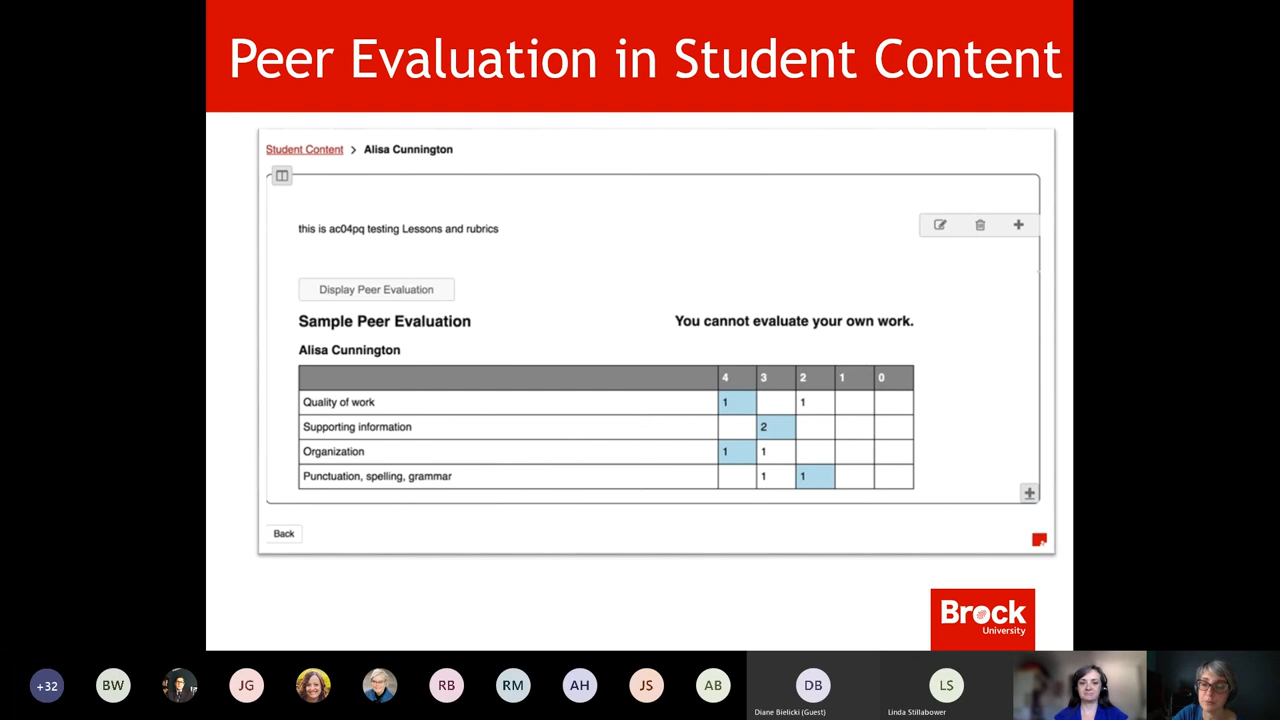 Peer Evaluation in Student Content
Student Content > Alisa Cunnington
this is ac04pq testing Lessons and rubrics
Display Peer Evaluation
Sample Peer Evaluation
You cannot evaluate your own work.
Alisa Cunnington
4 3 2 1 0
Quality of work 1 1
Supporting information 2
Organization 1 1
Punctuation, spelling, grammar 1 1
Back
Brock
University
+32 BW JG RB RM AH JS AB DB LS
Diane Bielicki (Guest) Linda Stillabower